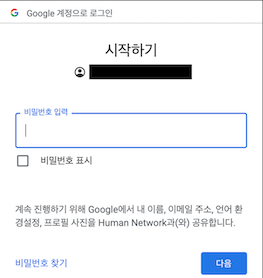 Google 계정으로 로그인
시작하기
비밀번호 입력
비밀번호 표시
계속 진행하기 위해 Google에서 내 이름, 이메일 주소, 언어 환
경설정, 프로필 사진을 Human Network과(와) 공유합니다.
비밀번호 찾기
다음